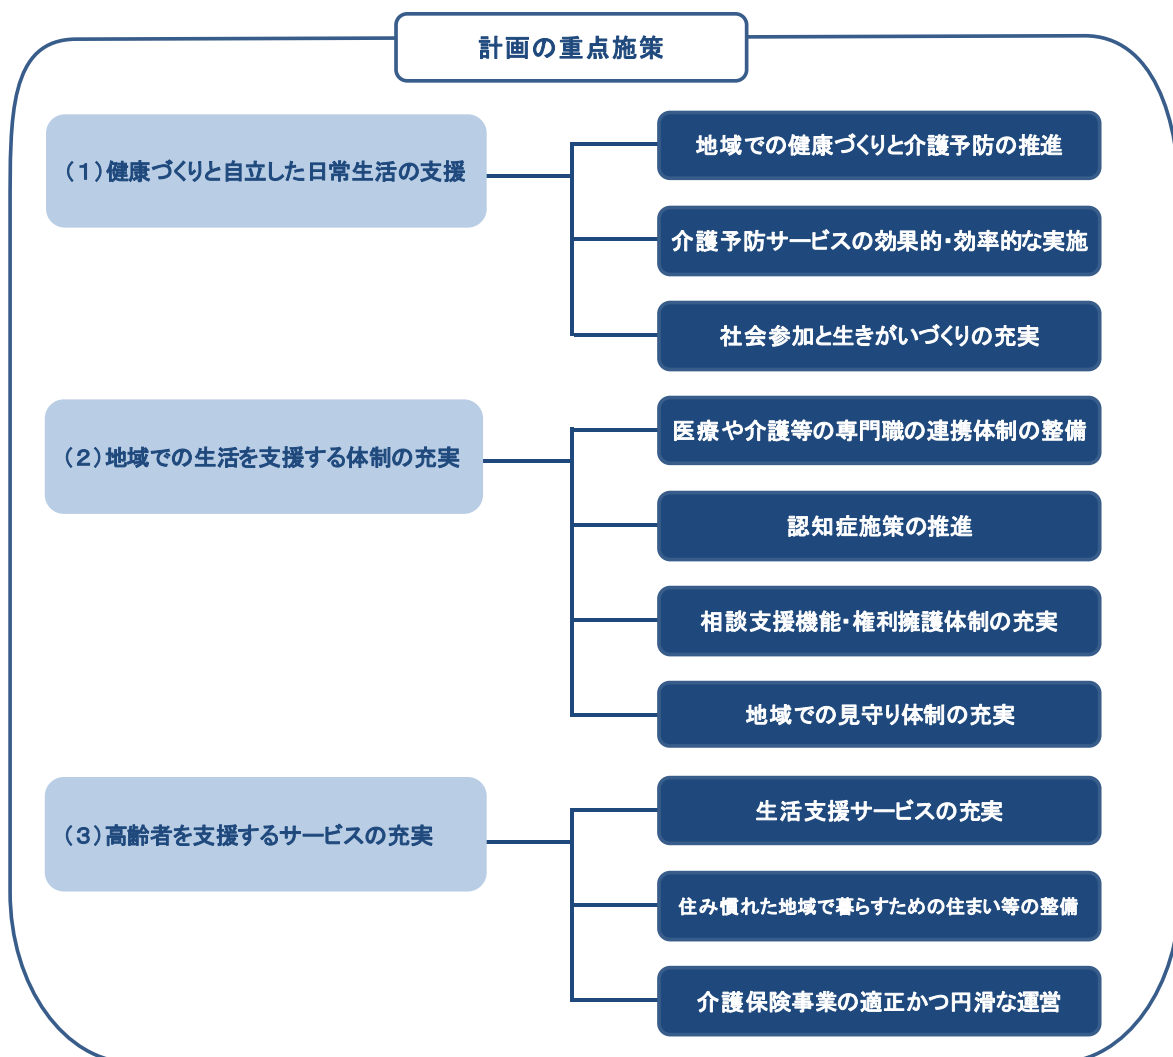 計画の重点施策
（１）健康づくりと自立した日常生活の支援
地域での健康づくりと介護予防の推進
介護予防サービスの効果的・効率的な実施
社会参加と生きがいづくりの充実
（２）地域での生活を支援する体制の充実
医療や介護等の専門職の連携体制の整備
認知症施策の推進
相談支援機能・権利擁護体制の充実
地域での見守り体制の充実
（３）高齢者を支援するサービスの充実
生活支援サービスの充実
住み慣れた地域で暮らすための住まい等の整備
介護保険事業の適正かつ円滑な運営